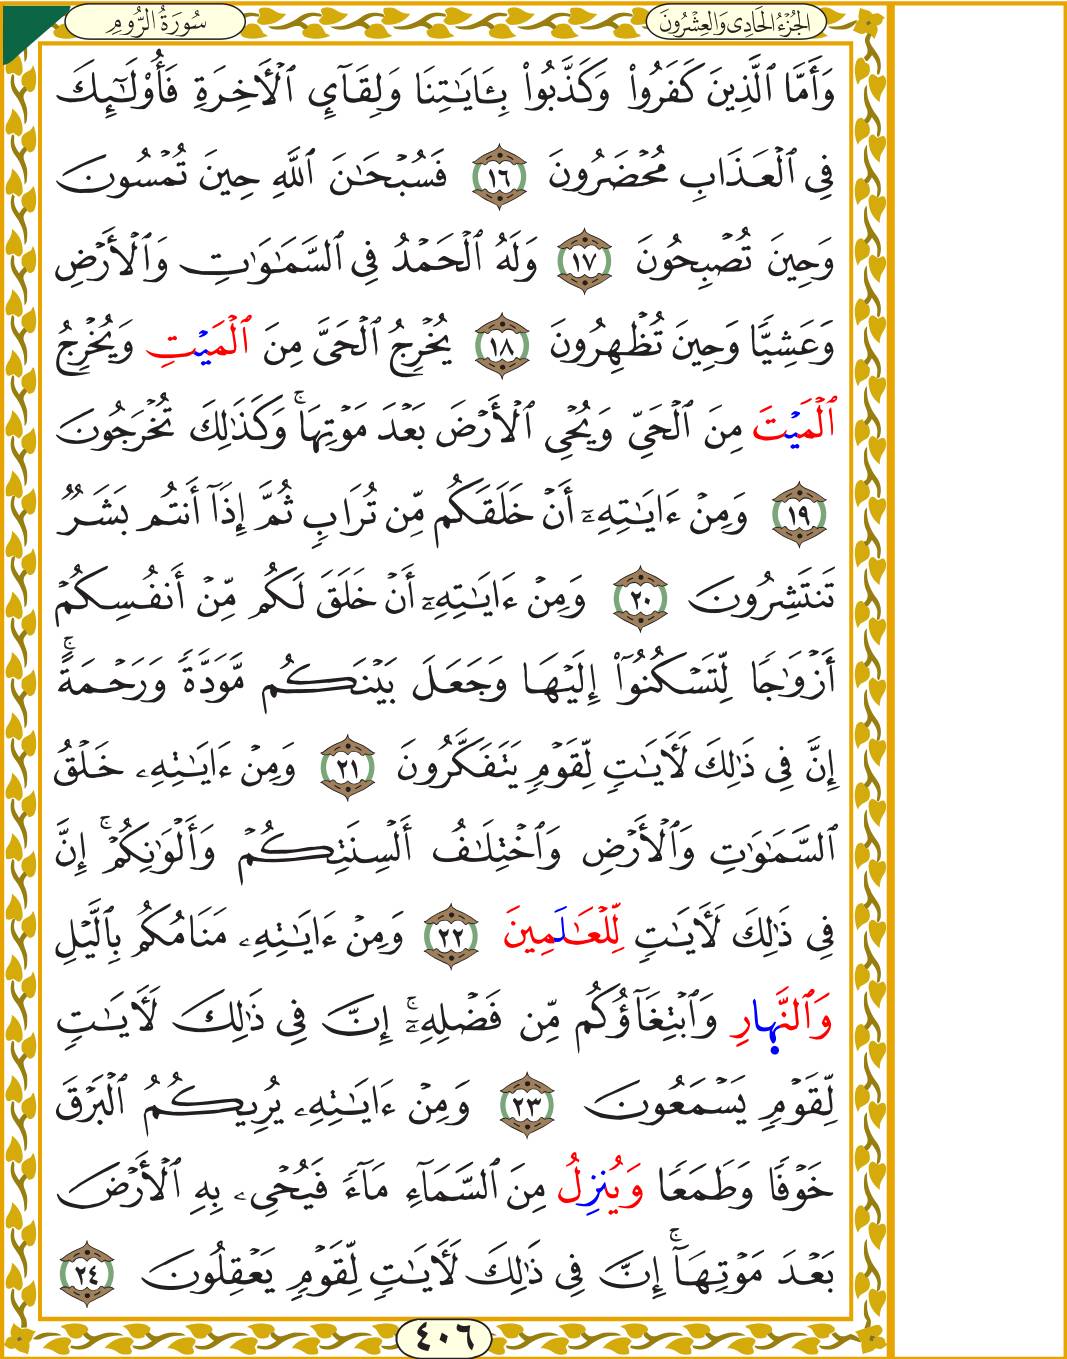 الجُزْءُ الحَادِى وَالعِشْرُونَ
سُورَةُ الرُّومِ
وَأَمَّا ٱلَّذِينَ كَفَرُواْ وَكَذَّبُواْ بِـَٔايَـٰتِنَا وَلِقَآيِٕ ٱلْأَخِرَةِ فَأُوْلَـٰٓئِكَ
فِى ٱلْعَذَابِ مُحْضَرُونَ ١٦ فَسُبْحَـٰنَ ٱللَّهِ حِينَ تُمْسُونَ
وَحِينَ تُصْبِحُونَ ١٧ وَلَهُ ٱلْحَمْدُ فِى ٱلسَّمَـٰوَٰتِ وَٱلْأَرْضِ
وَعَشِيًّا وَحِينَ تُظْهِرُونَ ١٨ يُخْرِجُ ٱلْحَىَّ مِنَ ٱلْمَيْتِ وَيُخْرِجُ
ٱلْمَيْتَ مِنَ ٱلْحَىِّ وَيُحْىِ ٱلْأَرْضَ بَعْدَ مَوْتِهَا ۚ وَكَذَٰلِكَ تُخْرَجُونَ
١٩ وَمِنْ ءَايَـٰتِهِۦٓ أَنْ خَلَقَكُم مِّن تُرَابٍ ثُمَّ إِذَآ أَنتُم بَشَرٌ
تَنتَشِرُونَ ٢٠ وَمِنْ ءَايَـٰتِهِۦٓ أَنْ خَلَقَ لَكُم مِّنْ أَنفُسِكُمْ
أَزْوَٰجًا لِّتَسْكُنُوٓاْ إِلَيْهَا وَجَعَلَ بَيْنَكُم مَّوَدَّةً وَرَحْمَةً ۚ
إِنَّ فِى ذَٰلِكَ لَأَيَـٰتٍ لِّقَوْمٍ يَتَفَكَّرُونَ ٢١ وَمِنْ ءَايَـٰتِهِۦ خَلْقُ
ٱلسَّمَـٰوَٰتِ وَٱلْأَرْضِ وَٱخْتِلَـٰفُ أَلْسِنَتِكُمْ وَأَلْوَٰنِكُمْ ۚ إِنَّ
فِى ذَٰلِكَ لَأَيَـٰتٍ لِّلْعَـٰلَمِينَ ٢٢ وَمِنْ ءَايَـٰتِهِۦ مَنَامُكُم بِٱلَّيْلِ
وَٱلنَّهَارِ وَٱبْتِغَآؤُكُم مِّن فَضْلِهِۦٓ ۚ إِنَّ فِى ذَٰلِكَ لَأَيَـٰتٍ
لِّقَوْمٍ يَسْمَعُونَ ٢٣ وَمِنْ ءَايَـٰتِهِۦ يُرِيكُمُ ٱلْبَرْقَ
خَوْفًا وَطَمَعًا وَيُنزِلُ مِنَ ٱلسَّمَآءِ مَآءً فَيُحْىِۦ بِهِ ٱلْأَرْضَ
بَعْدَ مَوْتِهَآ ۚ إِنَّ فِى ذَٰلِكَ لَأَيَـٰتٍ لِّقَوْمٍ يَعْقِلُونَ ٢٤
٤٠٦